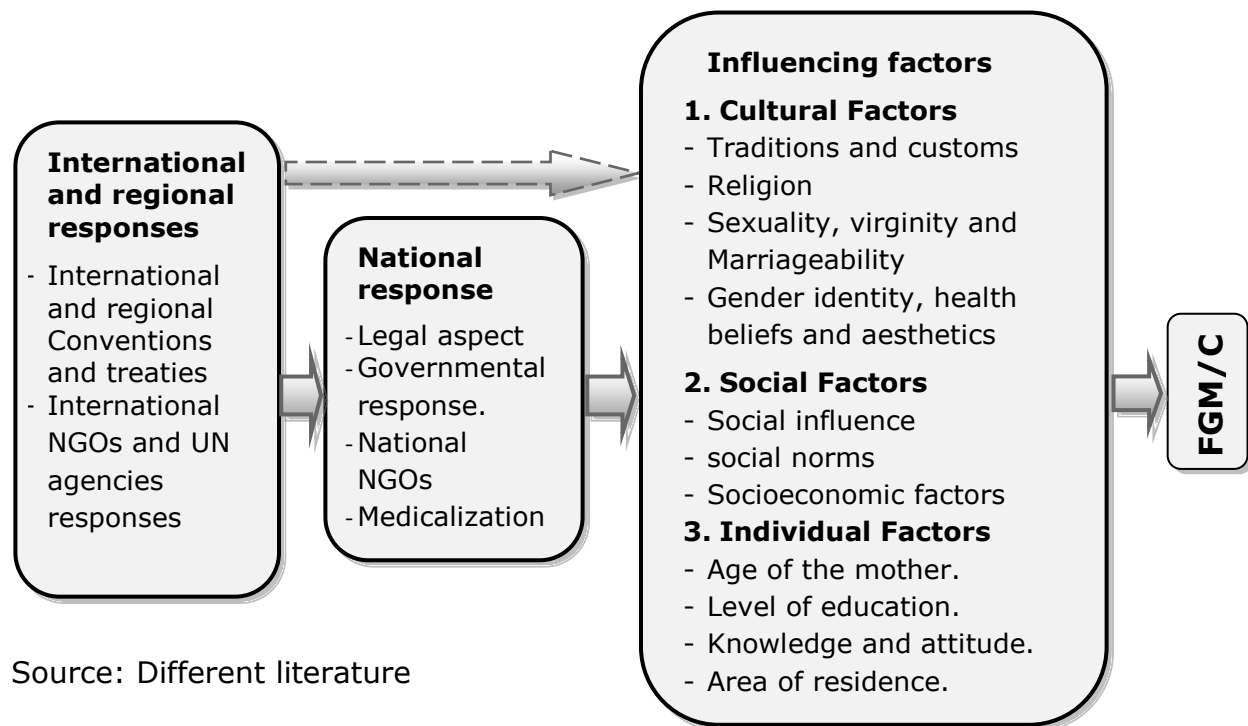 International
and regional
responses
- International
and regional
Conventions
and treaties
- International
NGOs and UN
agencies
responses
National
response
- Legal aspect
- Governmental
response.
- National
NGOs
- Medicalization
Influencing factors
1. Cultural Factors
- Traditions and customs
- Religion
- Sexuality, virginity and
Marriageability
- Gender identity, health
beliefs and aesthetics
2. Social Factors
- Social influence
- social norms
- Socioeconomic factors
3. Individual Factors
- Age of the mother.
- Level of education.
- Knowledge and attitude.
- Area of residence.
FGM/C
Source: Different literature